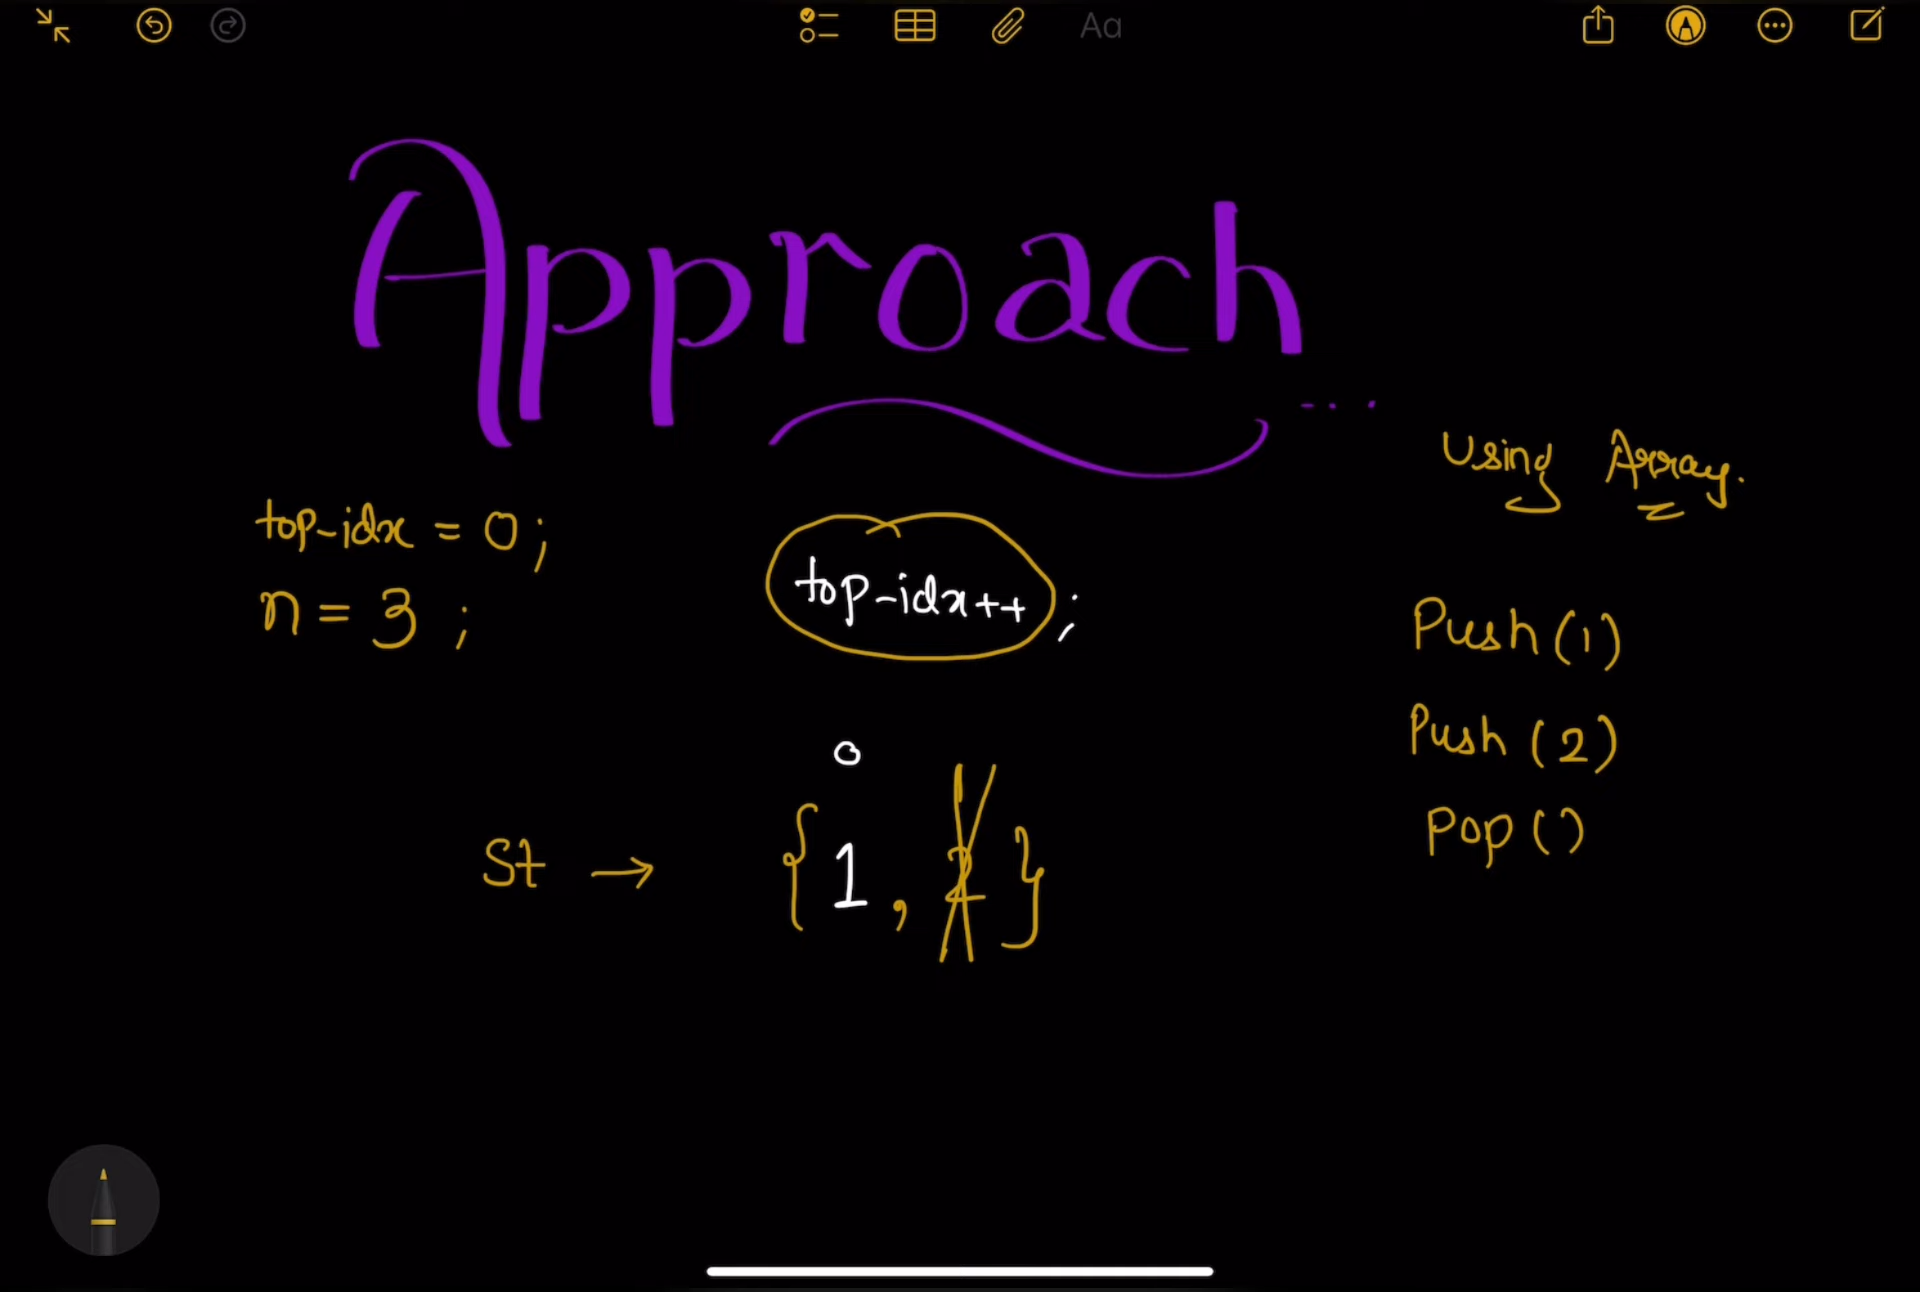 Aa
Approach...
Using Array.
top-idx = 0;
n = 3;
top-idx++;
Push(1)
Push(2)
Pop()
0
St → {1, 2}